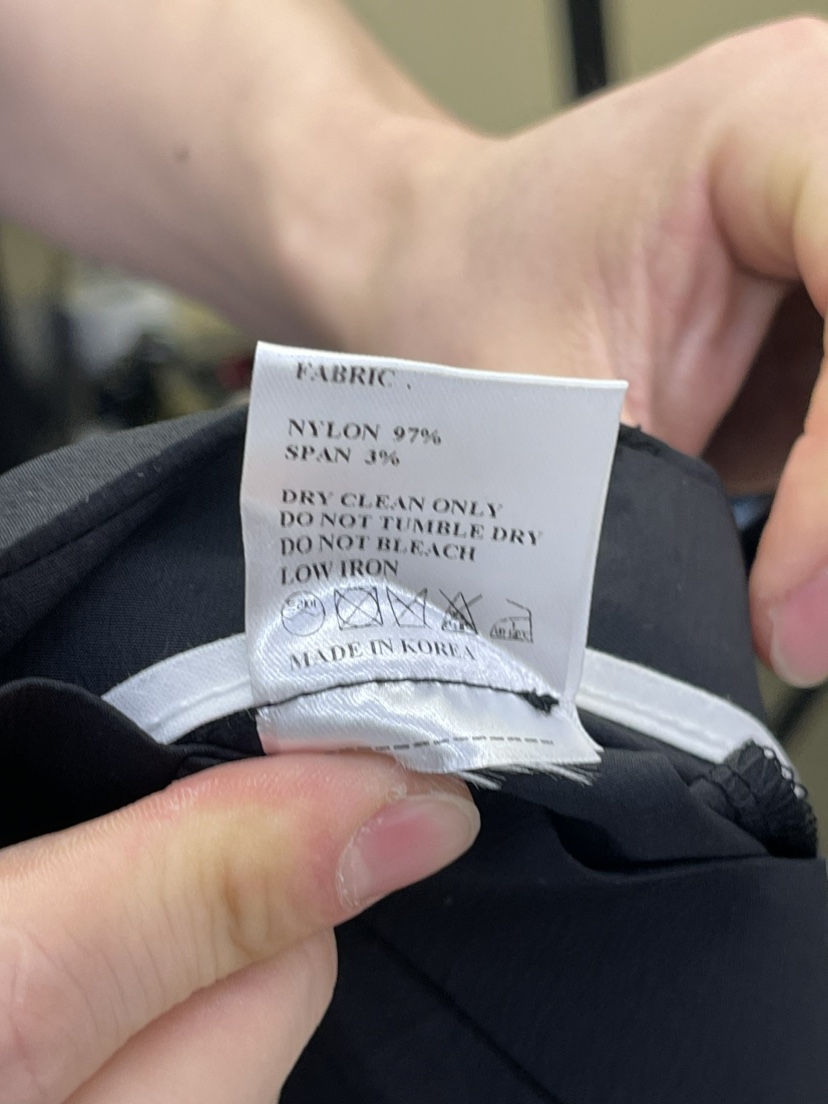 FABRIC .
NYLON 97%
SPAN 3%
DRY CLEAN ONLY
DO NOT TUMBLE DRY
DO NOT BLEACH
LOW IRON
MADE IN KOREA